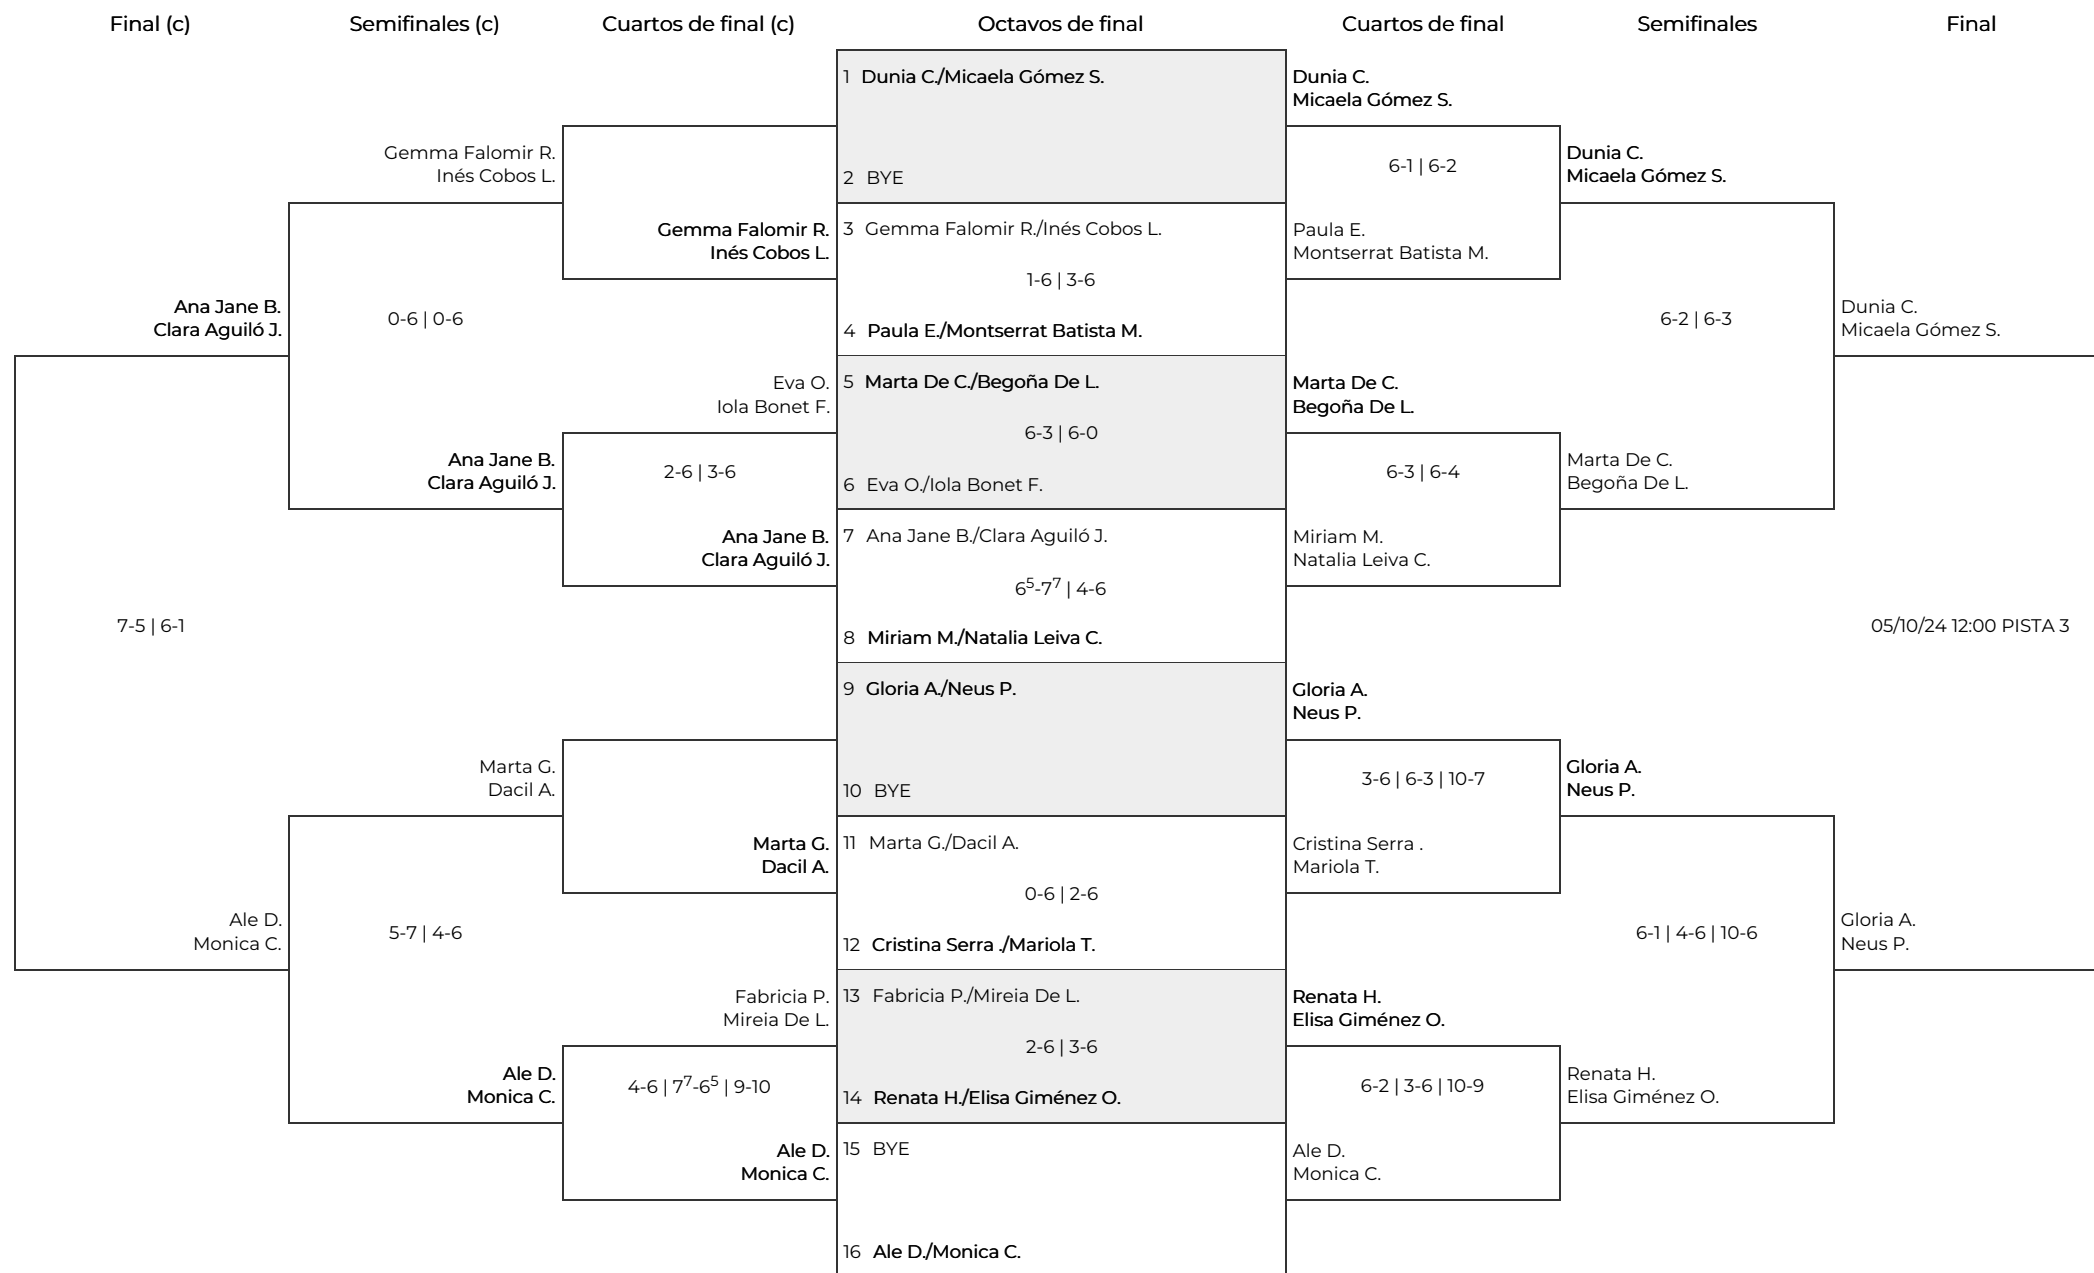 Final (c)
Semifinales (c)
Cuartos de final (c)
Octavos de final
Cuartos de final
Semifinales
Final
Ana Jane B.
Clara Aguiló J.
7-5 | 6-1
Ale D.
Monica C.
Gemma Falomir R.
Inés Cobos L.
0-6 | 0-6
Ana Jane B.
Clara Aguiló J.
Marta G.
Dacil A.
5-7 | 4-6
Ale D.
Monica C.
Gemma Falomir R.
Inés Cobos L.
Eva O.
Iola Bonet F.
2-6 | 3-6
Ana Jane B.
Clara Aguiló J.
Marta G.
Dacil A.
Fabricia P.
Mireia De L.
4-6 | 7⁷-6⁵ | 9-10
Ale D.
Monica C.
1 Dunia C./Micaela Gómez S.
2 BYE
3 Gemma Falomir R./Inés Cobos L.
1-6 | 3-6
4 Paula E./Montserrat Batista M.
5 Marta De C./Begoña De L.
6-3 | 6-0
6 Eva O./Iola Bonet F.
7 Ana Jane B./Clara Aguiló J.
6⁵-7⁷ | 4-6
8 Miriam M./Natalia Leiva C.
9 Gloria A./Neus P.
10 BYE
11 Marta G./Dacil A.
0-6 | 2-6
12 Cristina Serra ./Mariola T.
13 Fabricia P./Mireia De L.
2-6 | 3-6
14 Renata H./Elisa Giménez O.
15 BYE
16 Ale D./Monica C.
Dunia C.
Micaela Gómez S.
6-1 | 6-2
Paula E.
Montserrat Batista M.
Marta De C.
Begoña De L.
6-3 | 6-4
Miriam M.
Natalia Leiva C.
Gloria A.
Neus P.
3-6 | 6-3 | 10-7
Cristina Serra .
Mariola T.
Renata H.
Elisa Giménez O.
6-2 | 3-6 | 10-9
Ale D.
Monica C.
Dunia C.
Micaela Gómez S.
6-2 | 6-3
Marta De C.
Begoña De L.
Gloria A.
Neus P.
6-1 | 4-6 | 10-6
Renata H.
Elisa Giménez O.
Dunia C.
Micaela Gómez S.
05/10/24 12:00 PISTA 3
Gloria A.
Neus P.